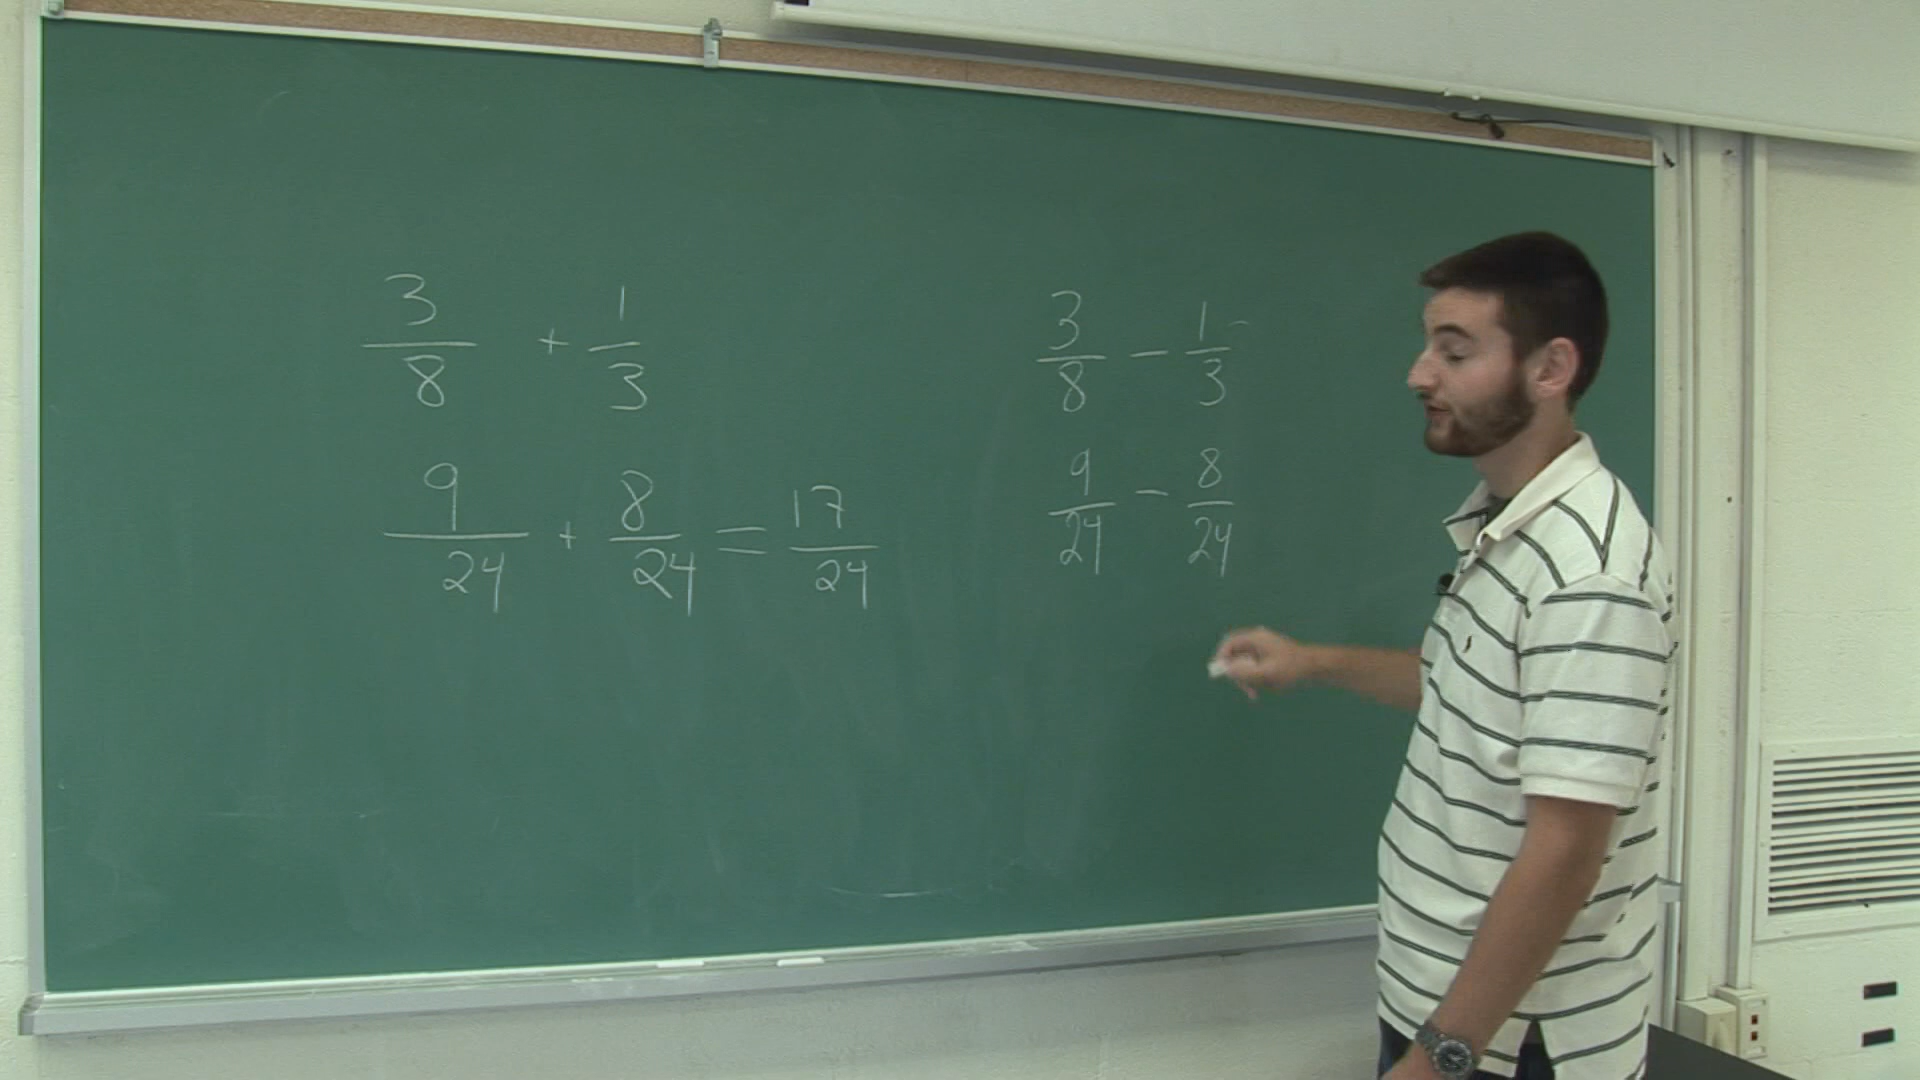 3/8 + 1/3
9/24 + 8/24 = 17/24
3/8 - 1/3
9/24 - 8/24